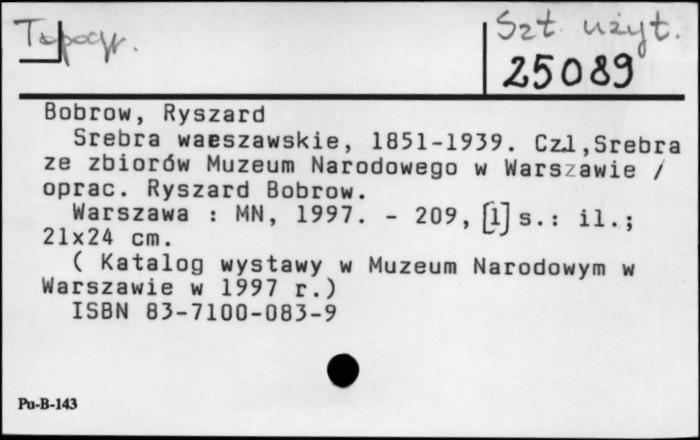 Topogr.
Szt. użyt.
25089
Bobrow, Ryszard
Srebra waeszawskie, 1851-1939. Cz.1,Srebra
ze zbiorów Muzeum Narodowego w Warszawie /
oprac. Ryszard Bobrow.
Warszawa : MN, 1997. - 209, [1] s.: il.;
21x24 cm.
( Katalog wystawy w Muzeum Narodowym w
Warszawie w 1997 r.)
ISBN 83-7100-083-9
Pu-B-143